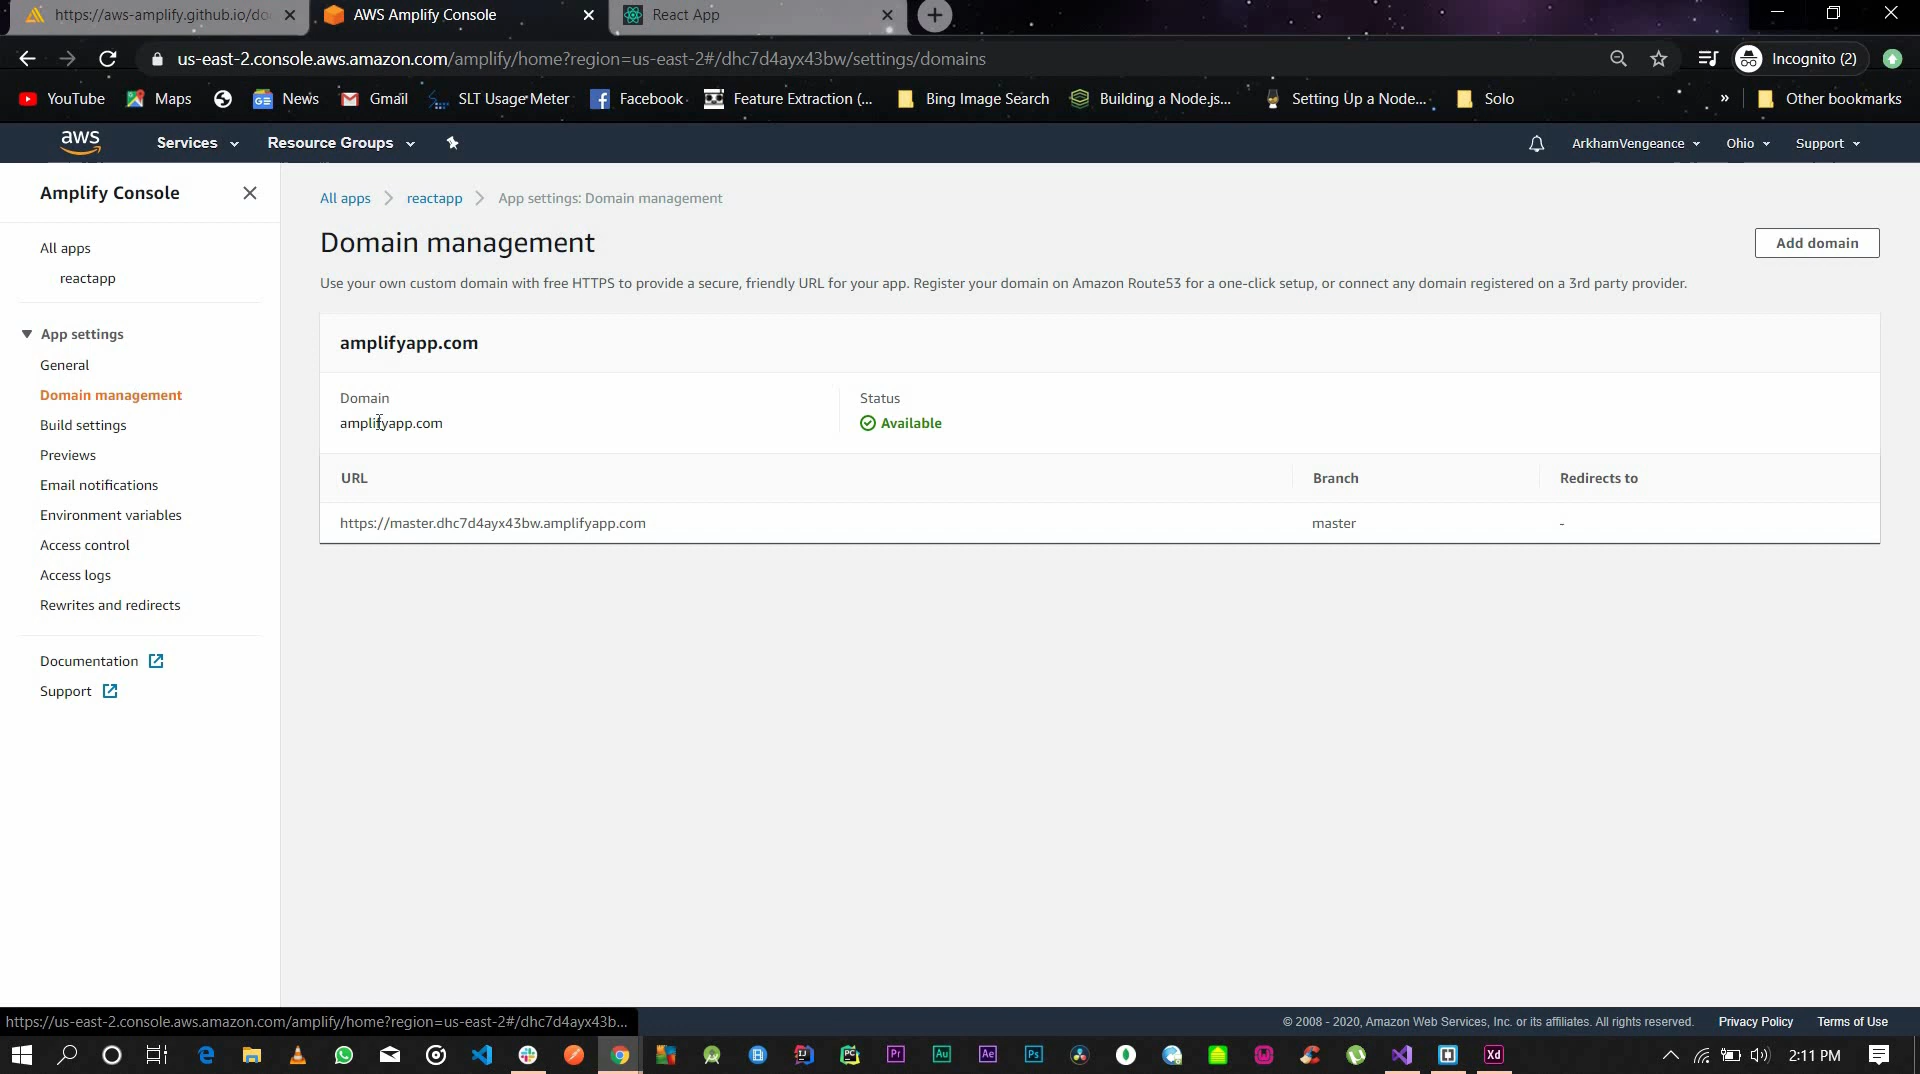 https://aws-amplify.github.io/do
AWS Amplify Console
React App
us-east-2.console.aws.amazon.com/amplify/home?region=us-east-2#/dhc7d4ayx43bw/settings/domains
Incognito (2)
YouTube
Maps
News
Gmail
SLT Usage Meter
Facebook
Feature Extraction (...
Bing Image Search
Building a Node.js...
Setting Up a Node...
Solo
»
Other bookmarks
aws
Services
Resource Groups
ArkhamVengeance
Ohio
Support
Amplify Console
All apps
reactapp
App settings
General
Domain management
Build settings
Previews
Email notifications
Environment variables
Access control
Access logs
Rewrites and redirects
Documentation
Support
All apps > reactapp > App settings: Domain management
Domain management
Add domain
Use your own custom domain with free HTTPS to provide a secure, friendly URL for your app. Register your domain on Amazon Route53 for a one-click setup, or connect any domain registered on a 3rd party provider.
amplifyapp.com
Domain
amplifyapp.com
Status
Available
URL Branch Redirects to
https://master.dhc7d4ayx43bw.amplifyapp.com master -
https://us-east-2.console.aws.amazon.com/amplify/home?region=us-east-2#/dhc7d4ayx43b...
© 2008 - 2020, Amazon Web Services, Inc. or its affiliates. All rights reserved.
Privacy Policy
Terms of Use
IJ
PC
Pr
Au
Ae
Ps
Xd
2:11 PM